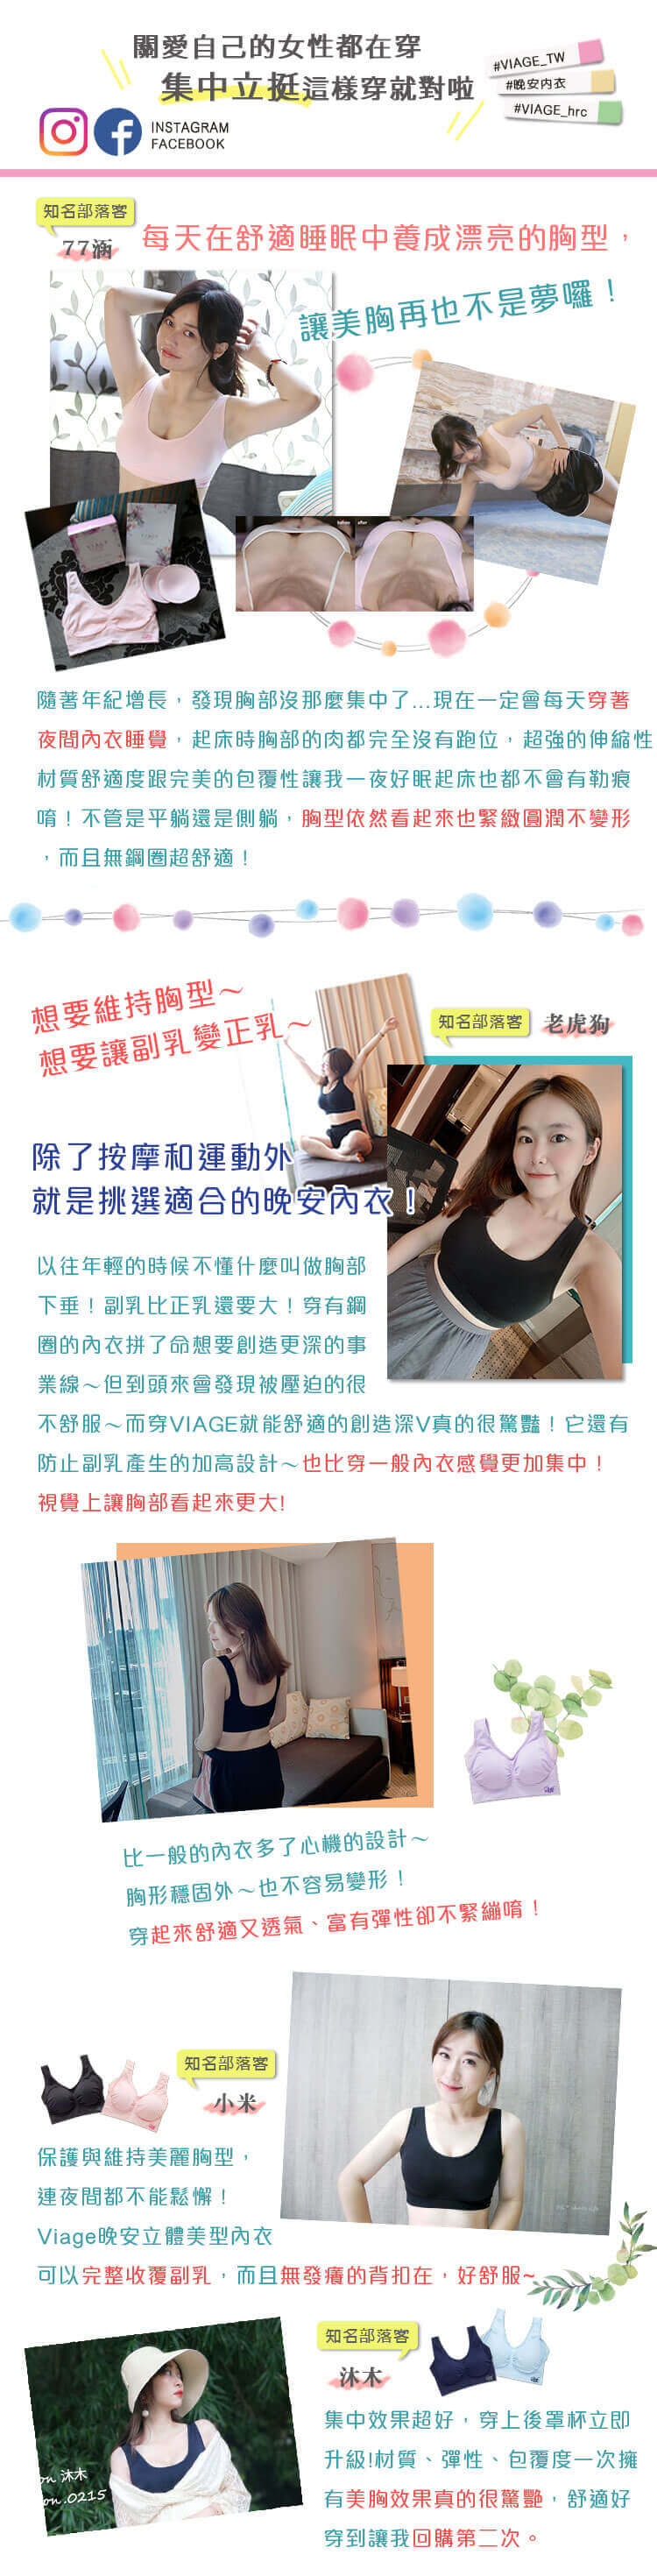 關愛自己的女性都在穿
集中立挺這樣穿就對啦
#VIAGE_TW
#晚安內衣
#VIAGE_hrc
INSTAGRAM
FACEBOOK
知名部落客
77涵
每天在舒適睡眠中養成漂亮的胸型，
讓美胸再也不是夢囉！
before
after
VIAGE
隨著年紀增長，發現胸部沒那麼集中了...現在一定會每天穿著
夜間內衣睡覺，起床時胸部的肉都完全沒有跑位，超強的伸縮性
材質舒適度跟完美的包覆性讓我一夜好眠起床也都不會有勒痕
唷！不管是平躺還是側躺，胸型依然看起來也緊緻圓潤不變形
，而且無鋼圈超舒適！
想要維持胸型～
想要讓副乳變正乳～
知名部落客
老虎狗
除了按摩和運動外
就是挑選適合的晚安內衣！
以往年輕的時候不懂什麼叫做胸部
下垂！副乳比正乳還要大！穿有鋼
圈的內衣拼了命想要創造更深的事
業線～但到頭來會發現被壓迫的很
不舒服～而穿VIAGE就能舒適的創造深V真的很驚豔！它還有
防止副乳產生的加高設計～也比穿一般內衣感覺更加集中！
視覺上讓胸部看起來更大!
比一般的內衣多了心機的設計～
胸形穩固外～也不容易變形！
穿起來舒適又透氣、富有彈性卻不緊繃唷！
知名部落客
小米
保護與維持美麗胸型，
連夜間都不能鬆懈！
Viage晚安立體美型內衣
可以完整收覆副乳，而且無發癢的背扣在，好舒服~
知名部落客
沐木
集中效果超好，穿上後罩杯立即
升級!材質、彈性、包覆度一次擁
有美胸效果真的很驚艷，舒適好
穿到讓我回購第二次。
on 沐木
on.0215